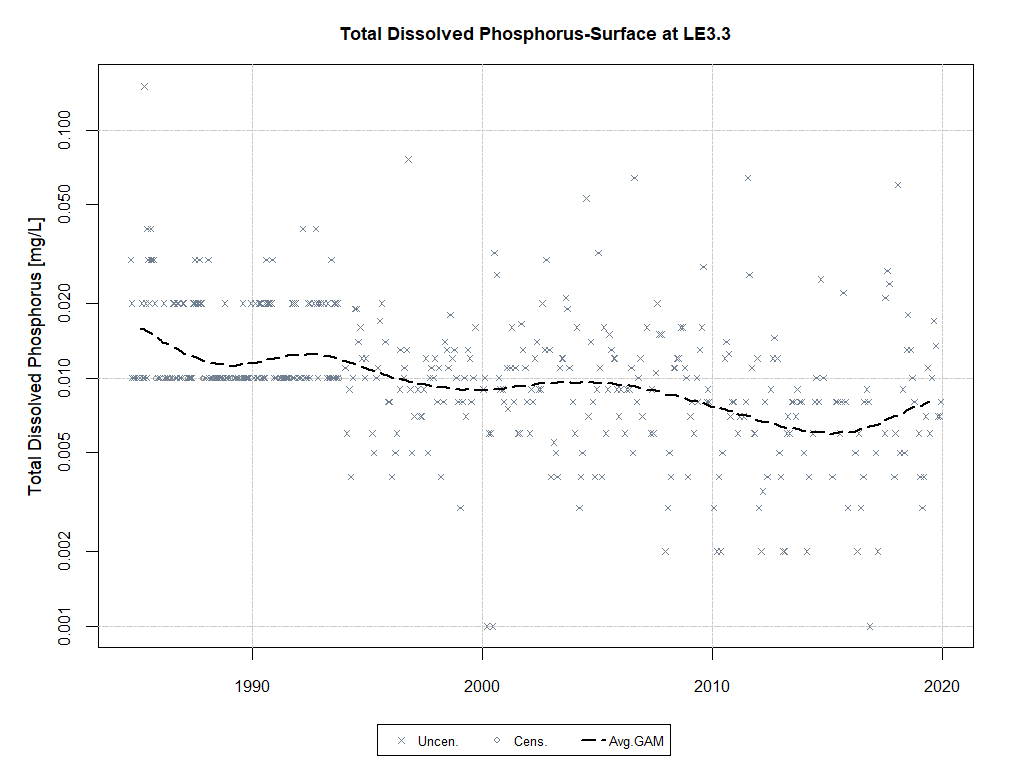 Total Dissolved Phosphorus-Surface at LE3.3
Total Dissolved Phosphorus [mg/L]
0.100
0.050
0.020
0.010
0.005
0.002
0.001
1990 2000 2010 2020
Uncen. Cens. Avg.GAM